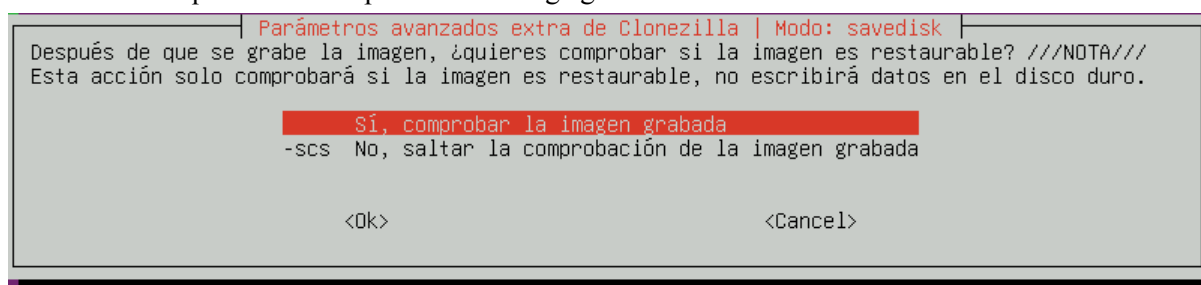 Parámetros avanzados extra de Clonezilla | Modo: savedisk
Después de que se grabe la imagen, ¿quieres comprobar si la imagen es restaurable? ///NOTA///
Esta acción solo comprobará si la imagen es restaurable, no escribirá datos en el disco duro.
Sí, comprobar la imagen grabada
-scs No, saltar la comprobación de la imagen grabada
<Ok> <Cancel>